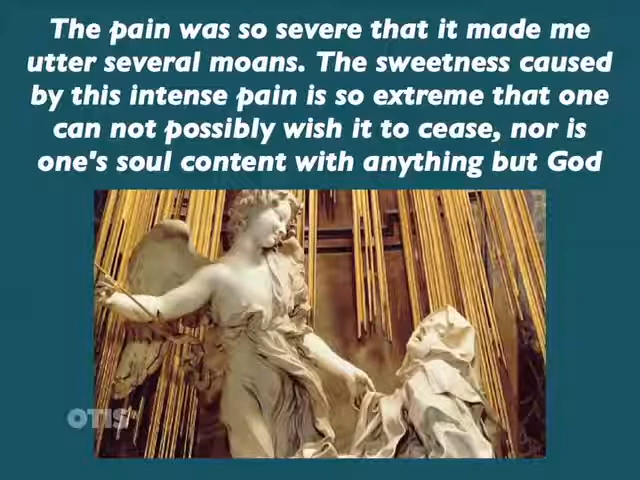 The pain was so severe that it made me
utter several moans. The sweetness caused
by this intense pain is so extreme that one
can not possibly wish it to cease, nor is
one's soul content with anything but God
OTIS